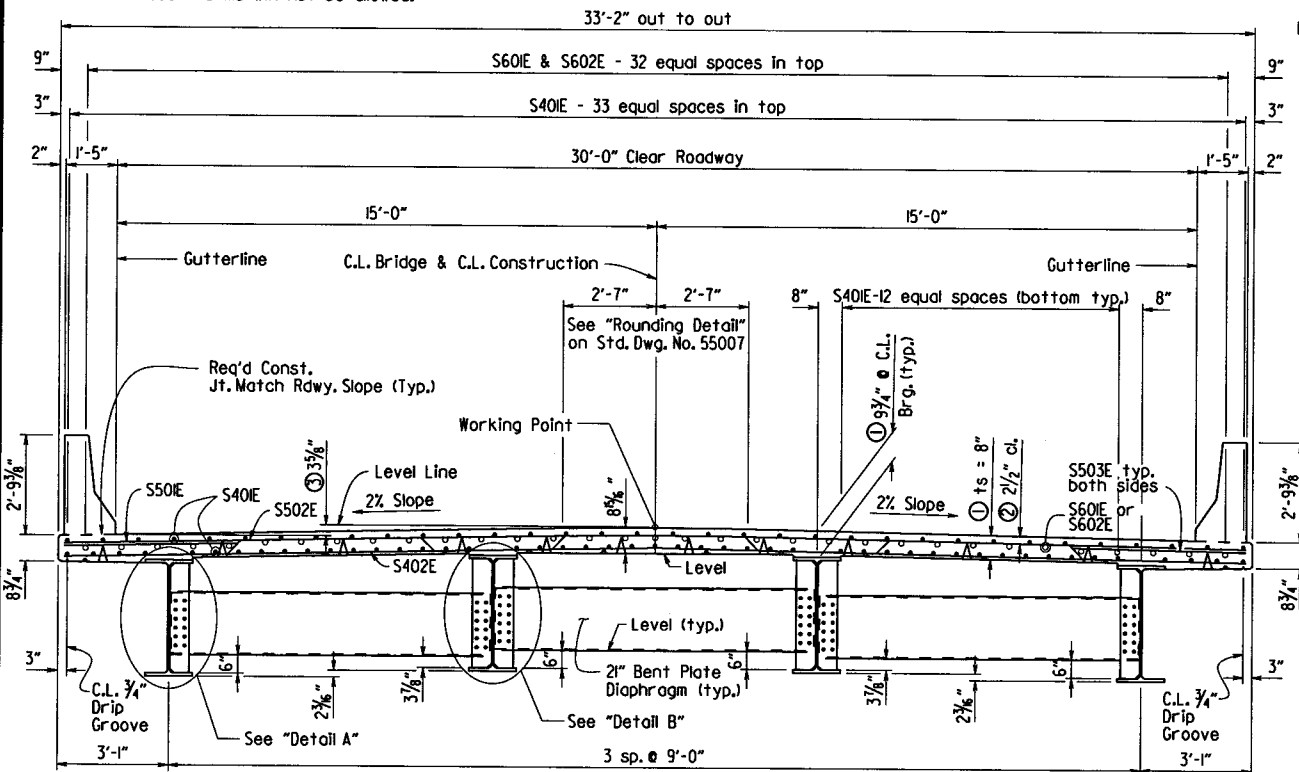 33'-2" out to out
9" S601E & S602E - 32 equal spaces in top 9"
3" S401E - 33 equal spaces in top 3"
2" 1'-5" 30'-0" Clear Roadway 1'-5" 2"
15'-0" 15'-0"
Gutterline C.L. Bridge & C.L. Construction Gutterline
2'-7" 2'-7" 8" S401E-12 equal spaces (bottom typ.) 8"
See "Rounding Detail"
on Std. Dwg. No. 55007
Req'd Const.
Jt. Match Rdwy. Slope (Typ.)
① 9¾" @ C.L.
Brg. (typ.)
Working Point
2'-9⅜" S501E S401E S502E
③ 3⅝" Level Line
2% Slope
8⁵⁄₁₆"
2% Slope
① ts = 8"
② 2½" cl.
S503E typ.
both sides
S601E or
S602E
2'-9⅜"
8¾" S402E Level 8¾"
Level (typ.)
21" Bent Plate
Diaphragm (typ.)
3" 6" 2³⁄₁₆" 3⅞" 6" 6" 3⅞" 2³⁄₁₆" 6" 3"
C.L. ¾"
Drip
Groove
See "Detail A"
See "Detail B"
C.L. ¾"
Drip
Groove
3'-1" 3 sp. @ 9'-0" 3'-1"